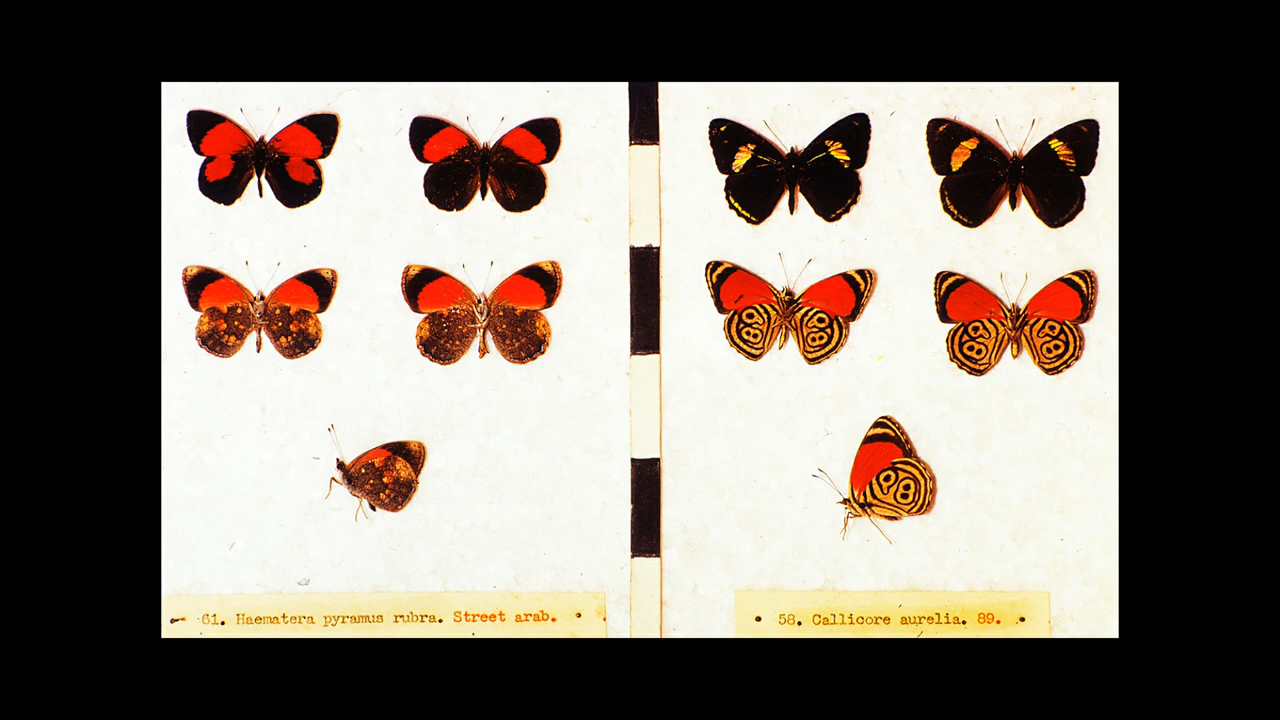 61. Haematera pyramus rubra. Street arab.
58. Callicore aurelia. 89.